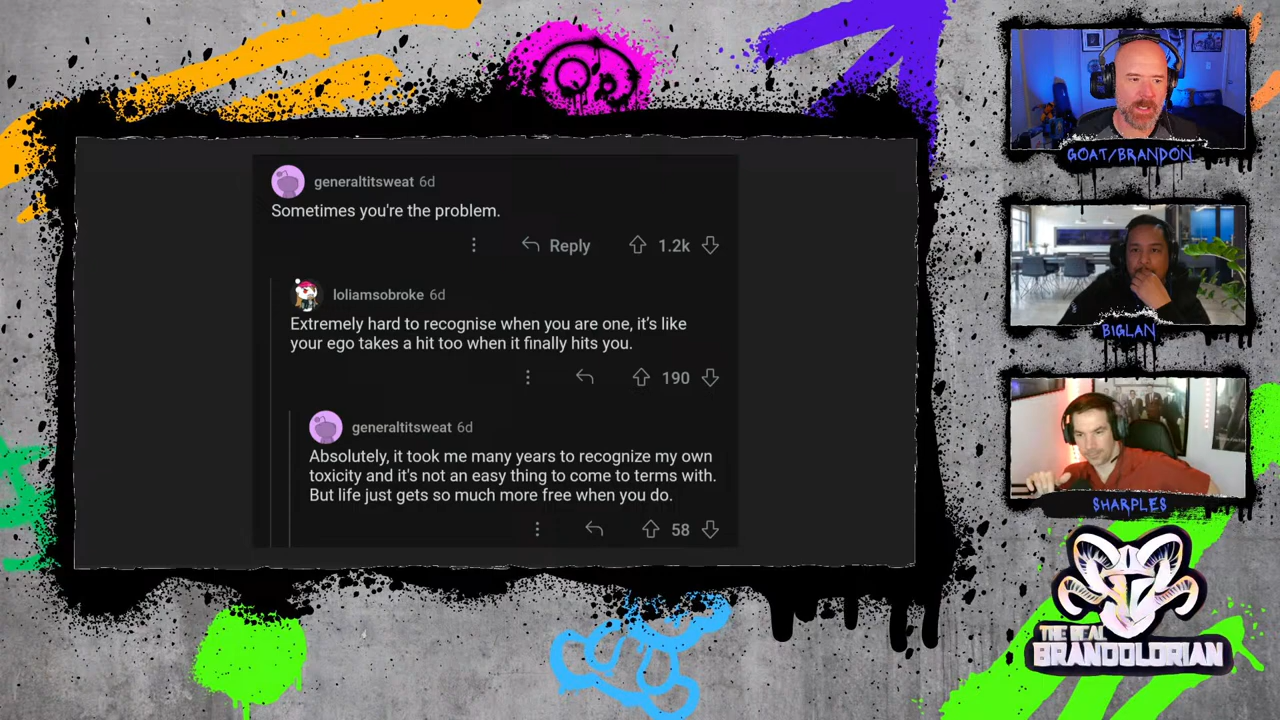 generaltitsweat 6d
Sometimes you're the problem.
Reply 1.2k
loliamsobroke 6d
Extremely hard to recognise when you are one, it's like
your ego takes a hit too when it finally hits you.
190
generaltitsweat 6d
Absolutely, it took me many years to recognize my own
toxicity and it's not an easy thing to come to terms with.
But life just gets so much more free when you do.
58
GOAT/BRANDON
BIGLAN
SHARPLES
THE REAL
BRANDOLORIAN